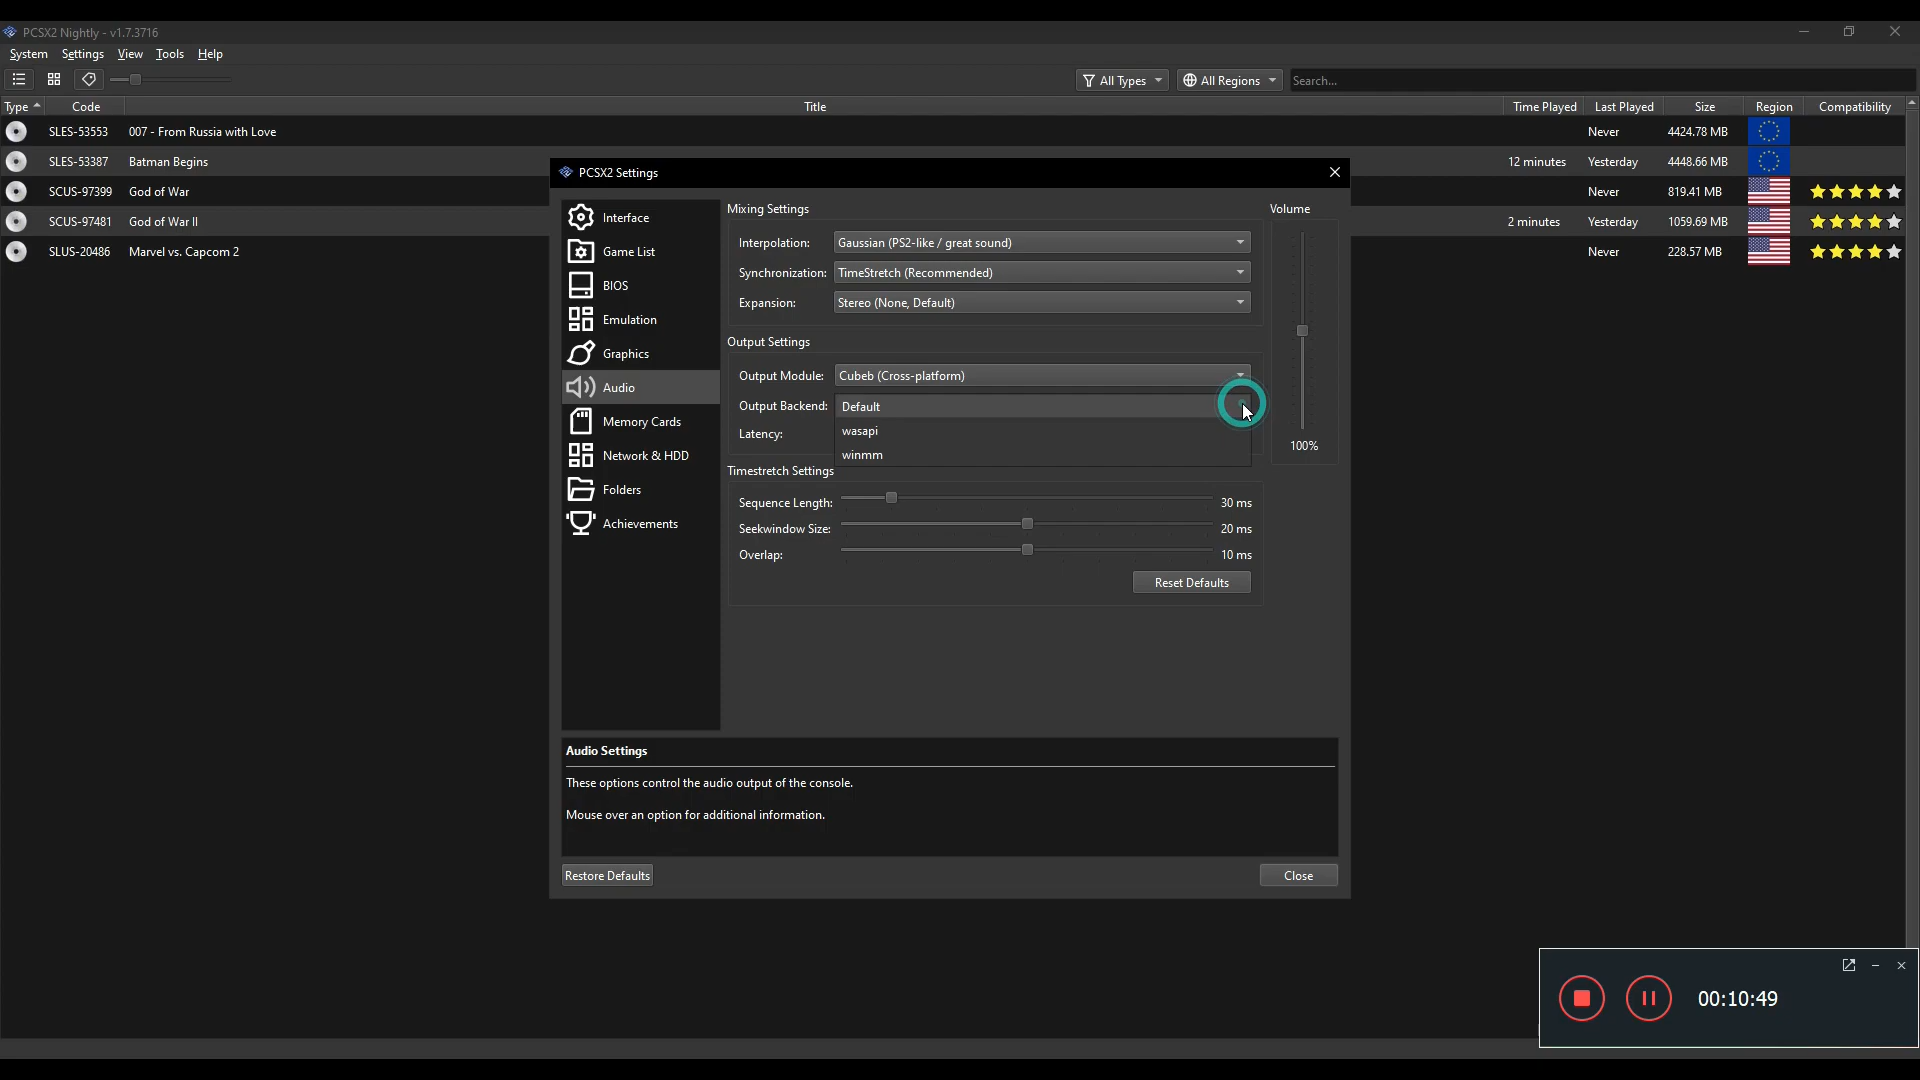 PCSX2 Nightly - v1.7.3716
System Settings View Tools Help
All Types All Regions Search...
Type Code Title Time Played Last Played Size Region Compatibility
SLES-53553 007 - From Russia with Love Never 4424.78 MB
SLES-53387 Batman Begins 12 minutes Yesterday 4448.66 MB
SCUS-97399 God of War Never 819.41 MB
SCUS-97481 God of War II 2 minutes Yesterday 1059.69 MB
SLUS-20486 Marvel vs. Capcom 2 Never 228.57 MB
PCSX2 Settings
Interface
Game List
BIOS
Emulation
Graphics
Audio
Memory Cards
Network & HDD
Folders
Achievements
Mixing Settings
Interpolation: Gaussian (PS2-like / great sound)
Synchronization: TimeStretch (Recommended)
Expansion: Stereo (None, Default)
Output Settings
Output Module: Cubeb (Cross-platform)
Output Backend: Default
wasapi
winmm
Latency:
Timestretch Settings
Sequence Length: 30 ms
Seekwindow Size: 20 ms
Overlap: 10 ms
Reset Defaults
Volume
100%
Audio Settings
These options control the audio output of the console.
Mouse over an option for additional information.
Restore Defaults Close
00:10:49